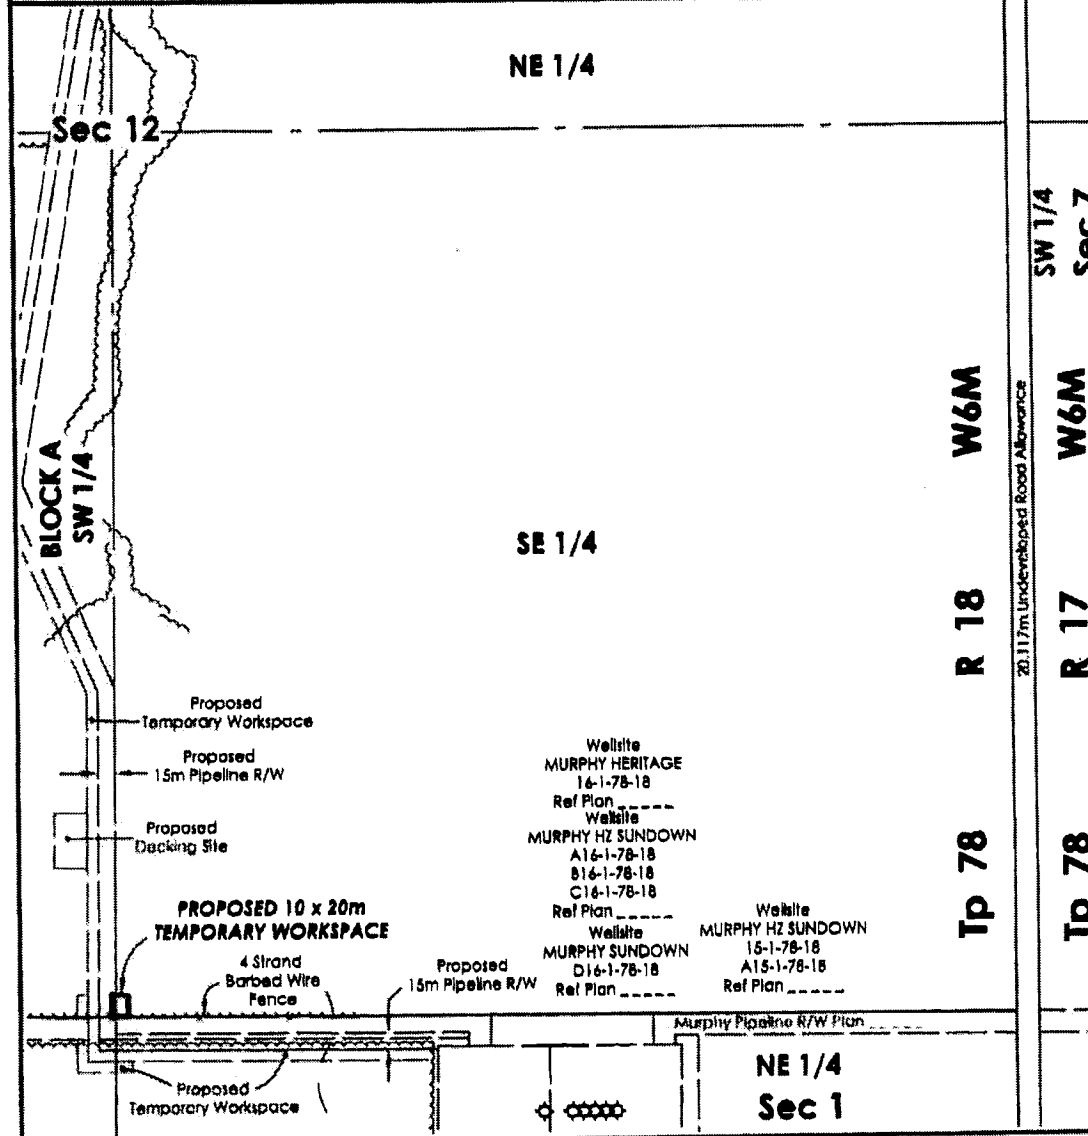 NE 1/4
Sec 12
SW 1/4
Sec 7
BLOCK A
SW 1/4
SE 1/4
W6M
R 18
Tp 78
20.117m Undeveloped Road Allowance
W6M
R 17
Tp 78
Proposed
Temporary Workspace
Proposed
15m Pipeline R/W
Proposed
Decking Site
Wellsite
MURPHY HERITAGE
16-1-78-18
Ref Plan _____
Wellsite
MURPHY HZ SUNDOWN
A16-1-78-18
B16-1-78-18
C16-1-78-18
Ref Plan _____
Wellsite
MURPHY SUNDOWN
D16-1-78-18
Ref Plan _____
Wellsite
MURPHY HZ SUNDOWN
15-1-78-18
A15-1-78-18
Ref Plan _____
PROPOSED 10 x 20m
TEMPORARY WORKSPACE
4 Strand
Barbed Wire
Fence
Proposed
15m Pipeline R/W
Murphy Pipeline R/W Plan _____
Proposed
Temporary Workspace
NE 1/4
Sec 1